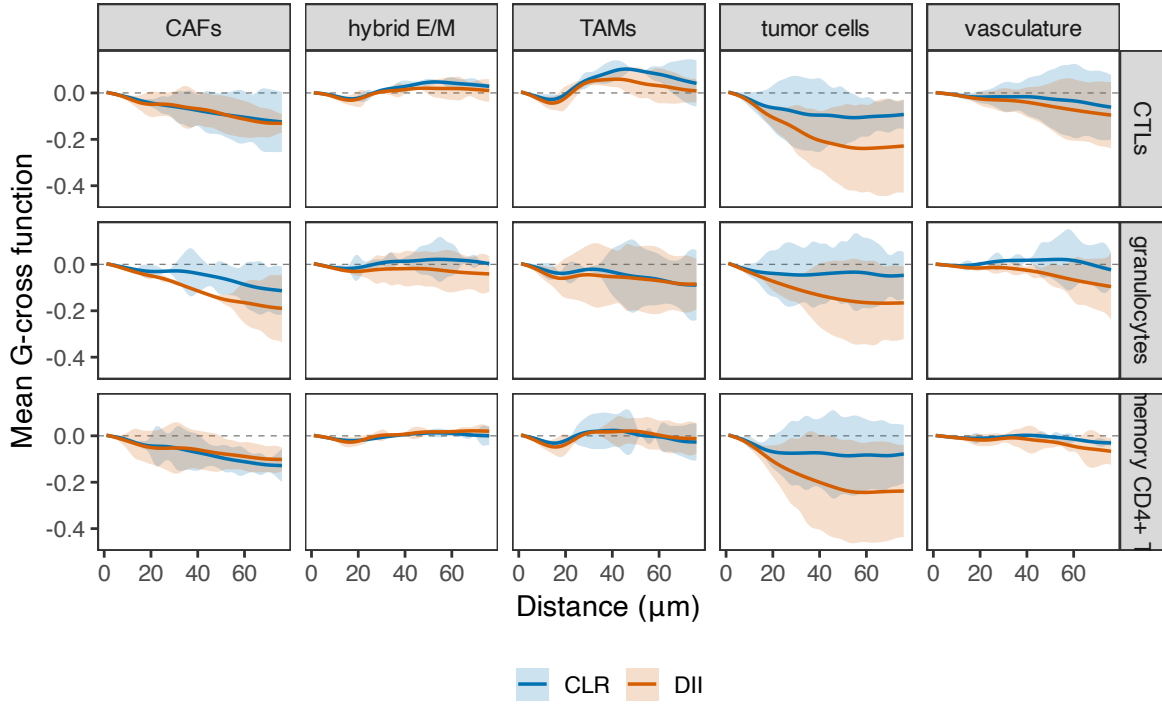 CAFs hybrid E/M TAMs tumor cells vasculature
0.0
-0.2
-0.4
CTLs
0.0
-0.2
-0.4
granulocytes
0.0
-0.2
-0.4
memory CD4+
0 20 40 60 0 20 40 60 0 20 40 60 0 20 40 60 0 20 40 60
Mean G-cross function
Distance (µm)
CLR DII